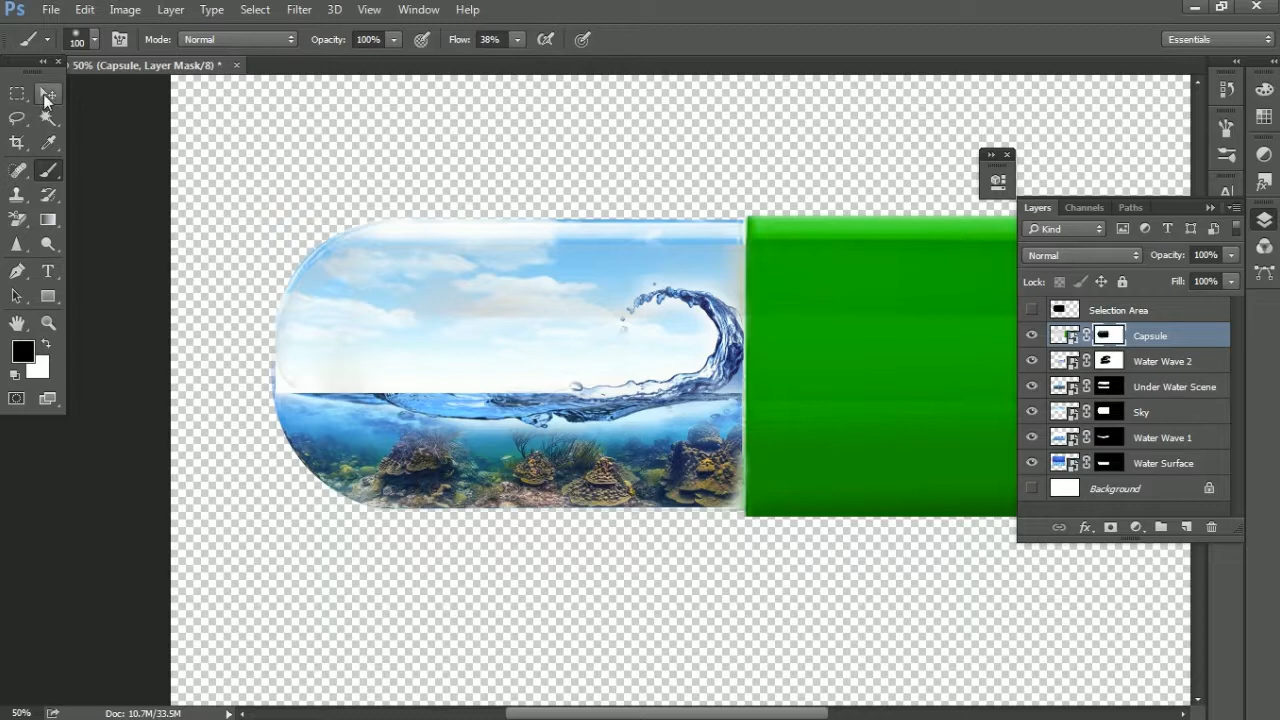 Ps File Edit Image Layer Type Select Filter 3D View Window Help
100 Mode: Normal Opacity: 100% Flow: 38% Essentials
50% (Capsule, Layer Mask/8) * ×
Layers Channels Paths
Kind
Normal Opacity: 100%
Lock: Fill: 100%
Selection Area
Capsule
Water Wave 2
Under Water Scene
Sky
Water Wave 1
Water Surface
Background
50% Doc: 10.7M/33.5M